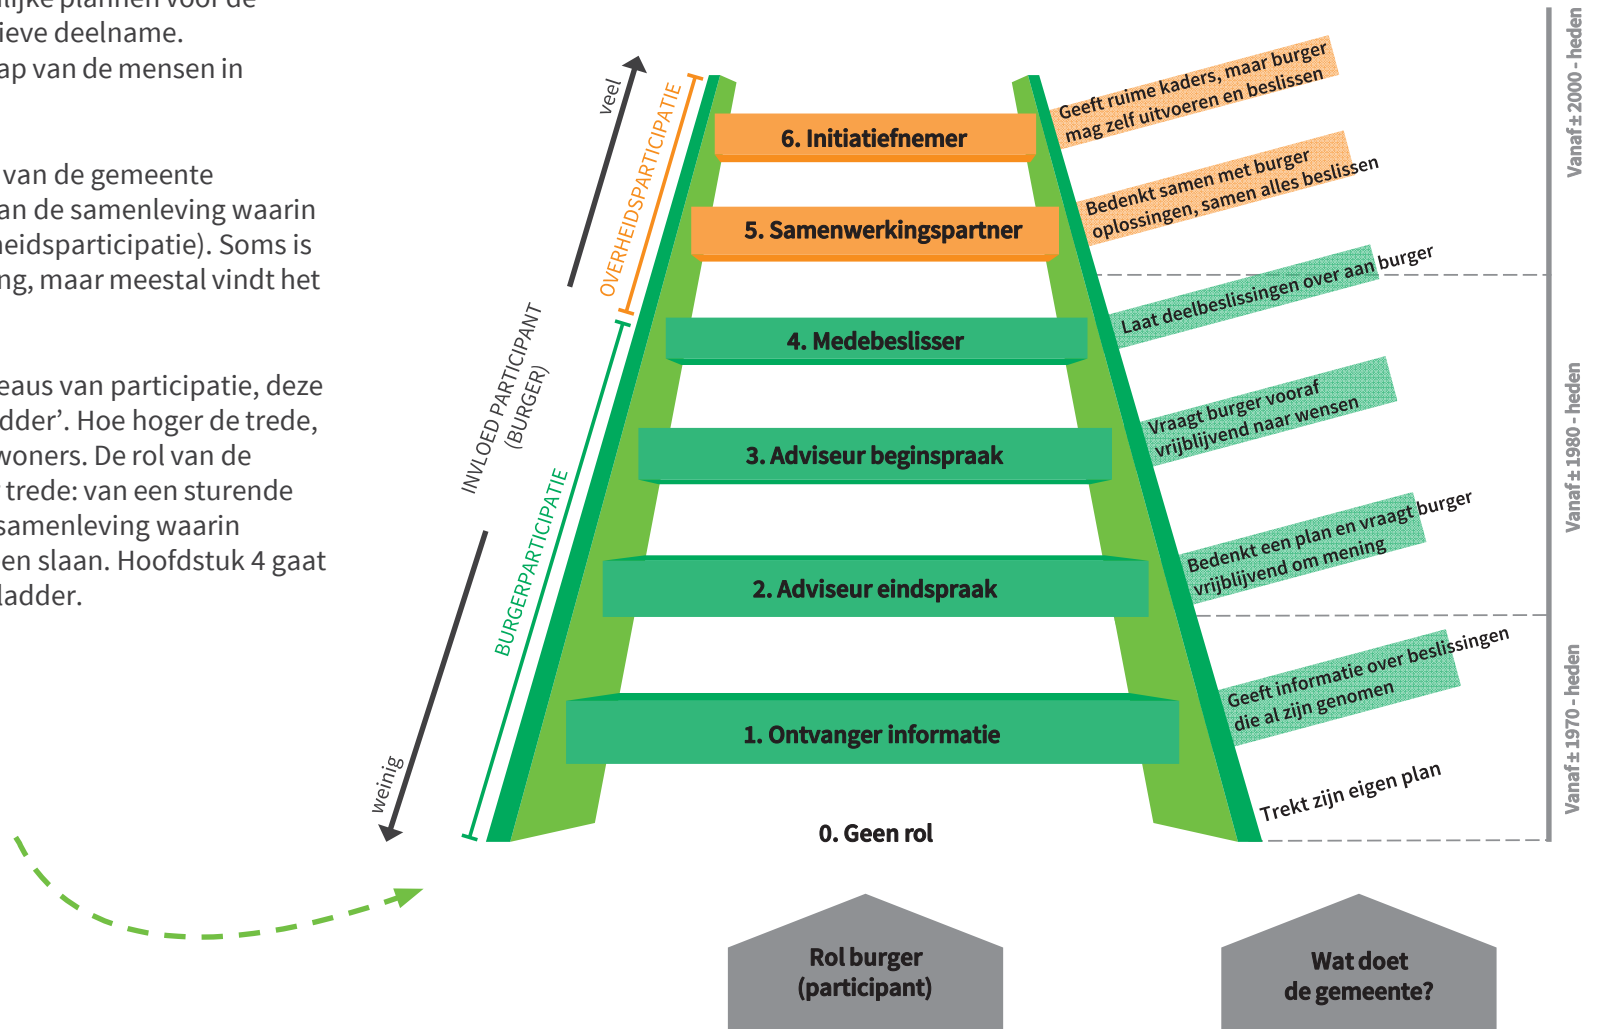 lijke plannen voor de
ieve deelname.
ap van de mensen in
van de gemeente
an de samenleving waarin
eidsparticipatie). Soms is
ng, maar meestal vindt het
eaus van participatie, deze
dder’. Hoe hoger de trede,
woners. De rol van de
trede: van een sturende
samenleving waarin
en slaan. Hoofdstuk 4 gaat
ladder.
veel
INVLOED PARTICIPANT
(BURGER)
weinig
OVERHEIDSPARTICIPATIE
BURGERPARTICIPATIE
6. Initiatiefnemer
5. Samenwerkingspartner
4. Medebeslisser
3. Adviseur beginspraak
2. Adviseur eindspraak
1. Ontvanger informatie
0. Geen rol
Geeft ruime kaders, maar burger
mag zelf uitvoeren en beslissen
Bedenkt samen met burger
oplossingen, samen alles beslissen
Laat deelbeslissingen over aan burger
Vraagt burger vooraf
vrijblijvend naar wensen
Bedenkt een plan en vraagt burger
vrijblijvend om mening
Geeft informatie over beslissingen
die al zijn genomen
Trekt zijn eigen plan
Vanaf ± 2000 - heden
Vanaf ± 1980 - heden
Vanaf ± 1970 - heden
Rol burger
(participant)
Wat doet
de gemeente?